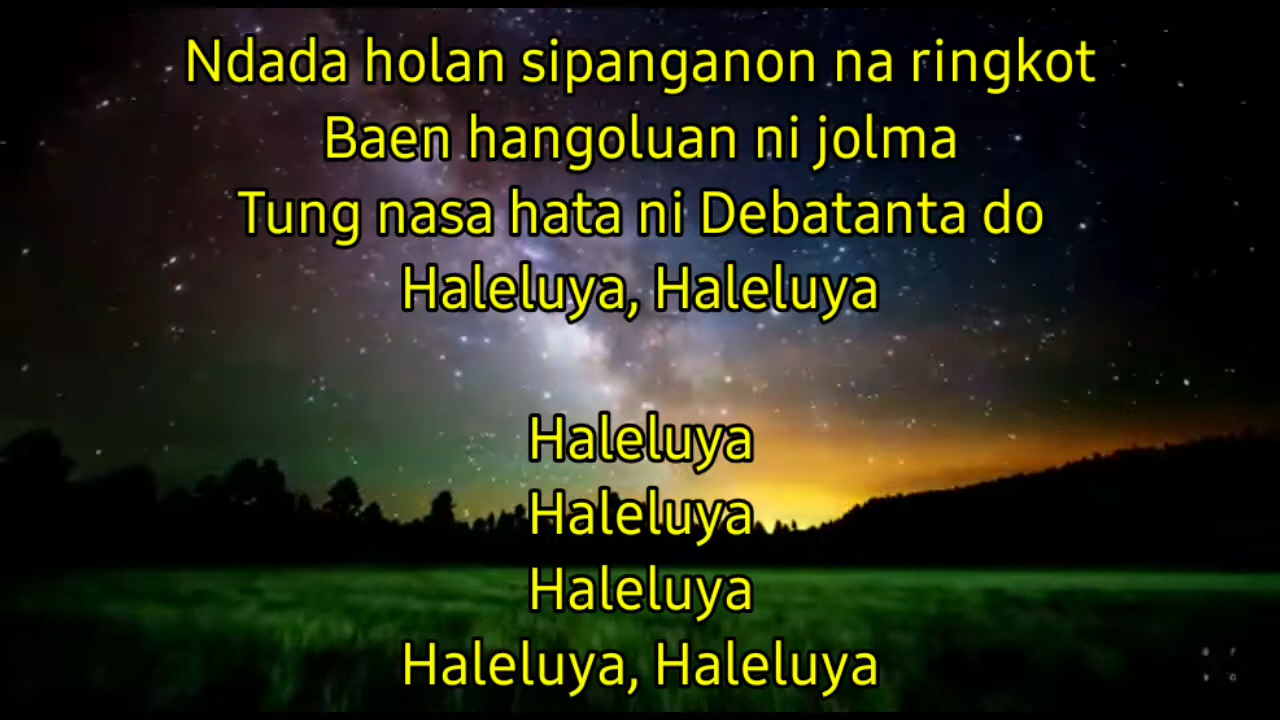 Ndada holan sipanganon na ringkot
Baen hangoluan ni jolma
Tung nasa hata ni Debatanta do
Haleluya, Haleluya
Haleluya
Haleluya
Haleluya
Haleluya, Haleluya